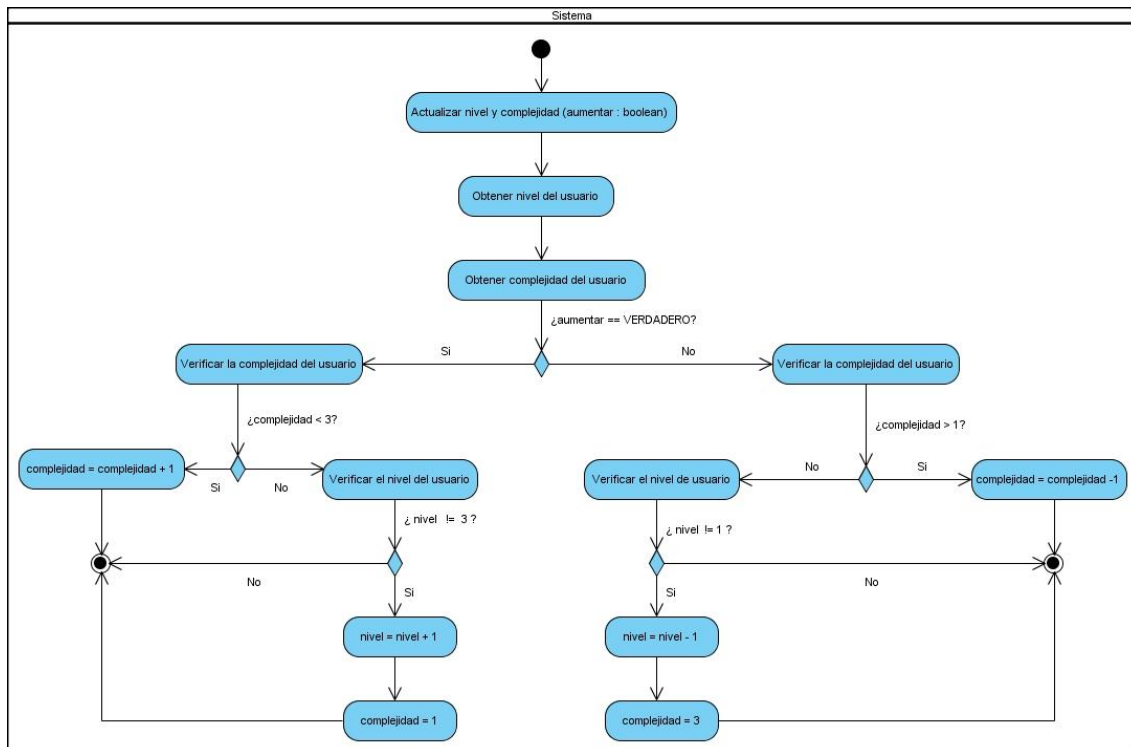 Sistema
Actualizar nivel y complejidad (aumentar : boolean)
Obtener nivel del usuario
Obtener complejidad del usuario
¿aumentar == VERDADERO?
Si
No
Verificar la complejidad del usuario
Verificar la complejidad del usuario
¿complejidad < 3?
¿complejidad > 1?
complejidad = complejidad + 1
Si
No
Verificar el nivel del usuario
Verificar el nivel de usuario
No
Si
complejidad = complejidad -1
¿ nivel != 3 ?
¿ nivel != 1 ?
No
Si
Si
No
nivel = nivel + 1
nivel = nivel - 1
complejidad = 1
complejidad = 3